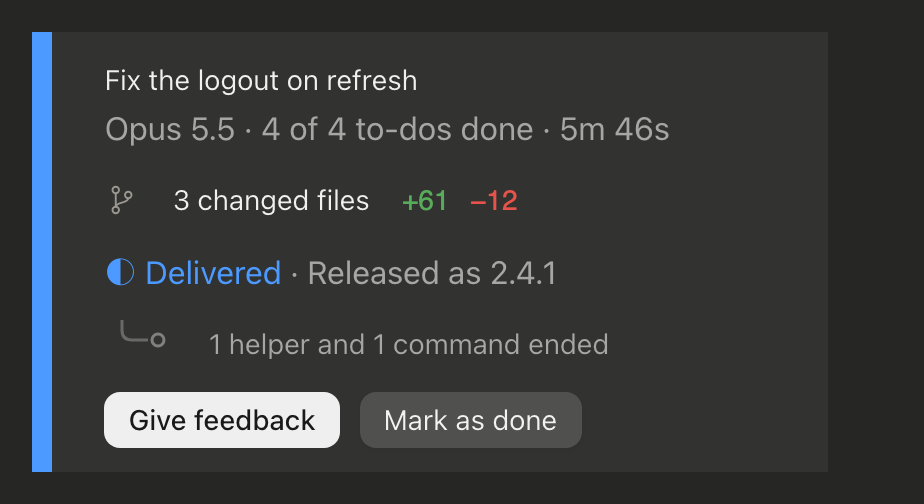 Fix the logout on refresh
Opus 5.5 · 4 of 4 to-dos done · 5m 46s
3 changed files +61 −12
Delivered · Released as 2.4.1
1 helper and 1 command ended
Give feedback Mark as done